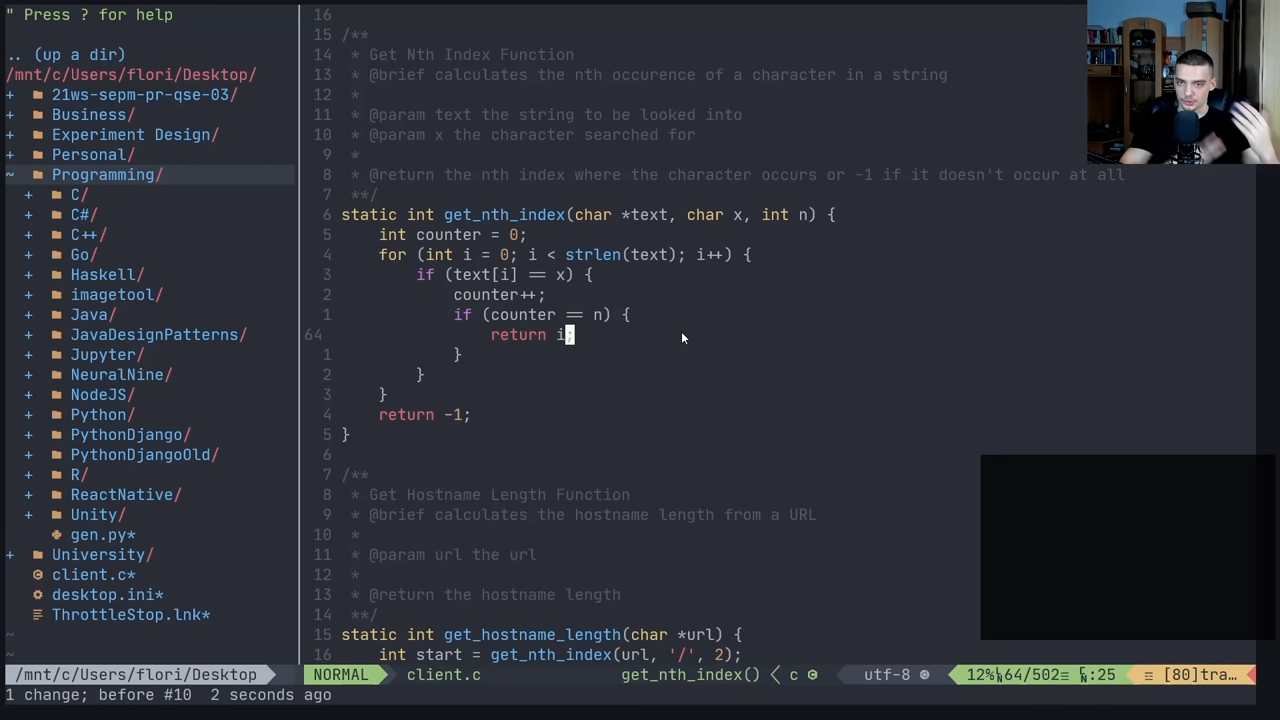 " Press ? for help
.. (up a dir)
/mnt/c/Users/flori/Desktop/
+ 21ws-sepm-pr-qse-03/
+ Business/
+ Experiment Design/
+ Personal/
~ Programming/
+ C/
+ C#/
+ C++/
+ Go/
+ Haskell/
+ imagetool/
+ Java/
+ JavaDesignPatterns/
+ Jupyter/
+ NeuralNine/
+ NodeJS/
+ Python/
+ PythonDjango/
+ PythonDjangoOld/
+ R/
+ ReactNative/
+ Unity/
gen.py*
+ University/
client.c*
desktop.ini*
ThrottleStop.lnk*
~
~
16
15 /**
14  * Get Nth Index Function
13  * @brief calculates the nth occurence of a character in a string
12  *
11  * @param text the string to be looked into
10  * @param x the character searched for
9  *
8  * @return the nth index where the character occurs or -1 if it doesn't occur at all
7  **/
6 static int get_nth_index(char *text, char x, int n) {
5     int counter = 0;
4     for (int i = 0; i < strlen(text); i++) {
3         if (text[i] == x) {
2             counter++;
1             if (counter == n) {
64                 return i;
1             }
2         }
3     }
4     return -1;
5 }
6
7 /**
8  * Get Hostname Length Function
9  * @brief calculates the hostname length from a URL
10  *
11  * @param url the url
12  *
13  * @return the hostname length
14  **/
15 static int get_hostname_length(char *url) {
16     int start = get_nth_index(url, '/', 2);
/mnt/c/Users/flori/Desktop NORMAL client.c get_nth_index() < c utf-8 12% 64/502 :25 [80]tra…
1 change; before #10  2 seconds ago